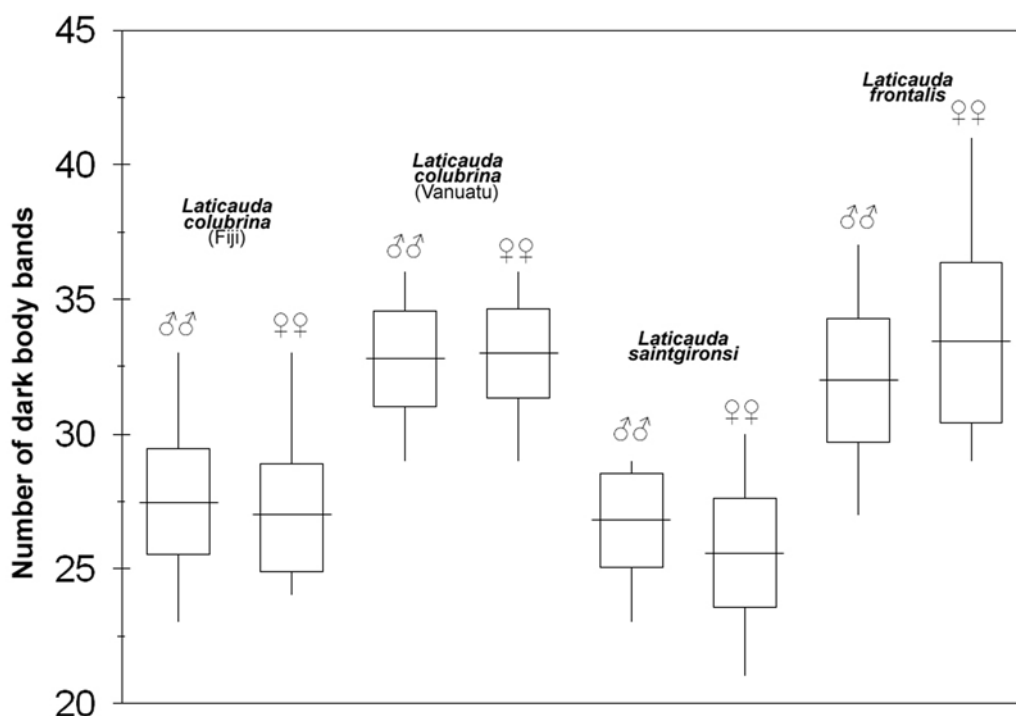 Number of dark body bands
45
40
35
30
25
20
Laticauda
colubrina
(Fiji)
♂♂
♀♀
Laticauda
colubrina
(Vanuatu)
♂♂
♀♀
Laticauda
saintgironsi
♂♂
♀♀
Laticauda
frontalis
♂♂
♀♀